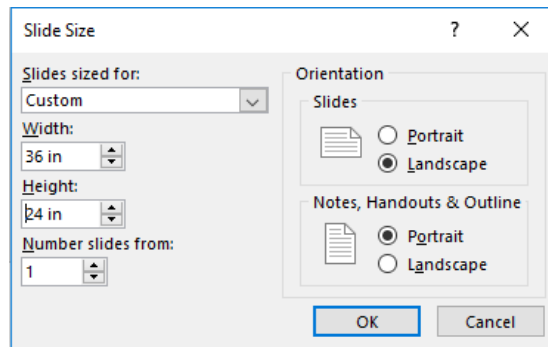 Slide Size
?
Slides sized for:
Custom
Width:
36 in
Height:
24 in
Number slides from:
1
Orientation
Slides
Portrait
Landscape
Notes, Handouts & Outline
Portrait
Landscape
OK
Cancel